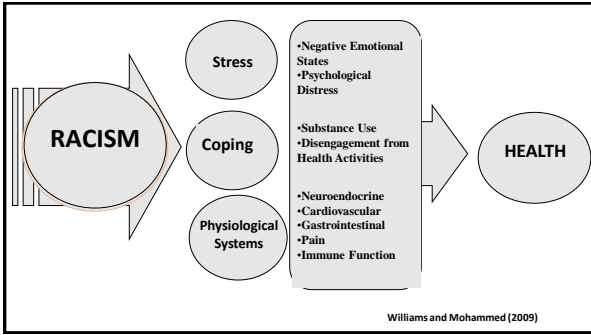 RACISM
Stress
•Negative Emotional
States
•Psychological
Distress
Coping
•Substance Use
•Disengagement from
Health Activities
Physiological
Systems
•Neuroendocrine
•Cardiovascular
•Gastrointestinal
•Pain
•Immune Function
HEALTH
Williams and Mohammed (2009)